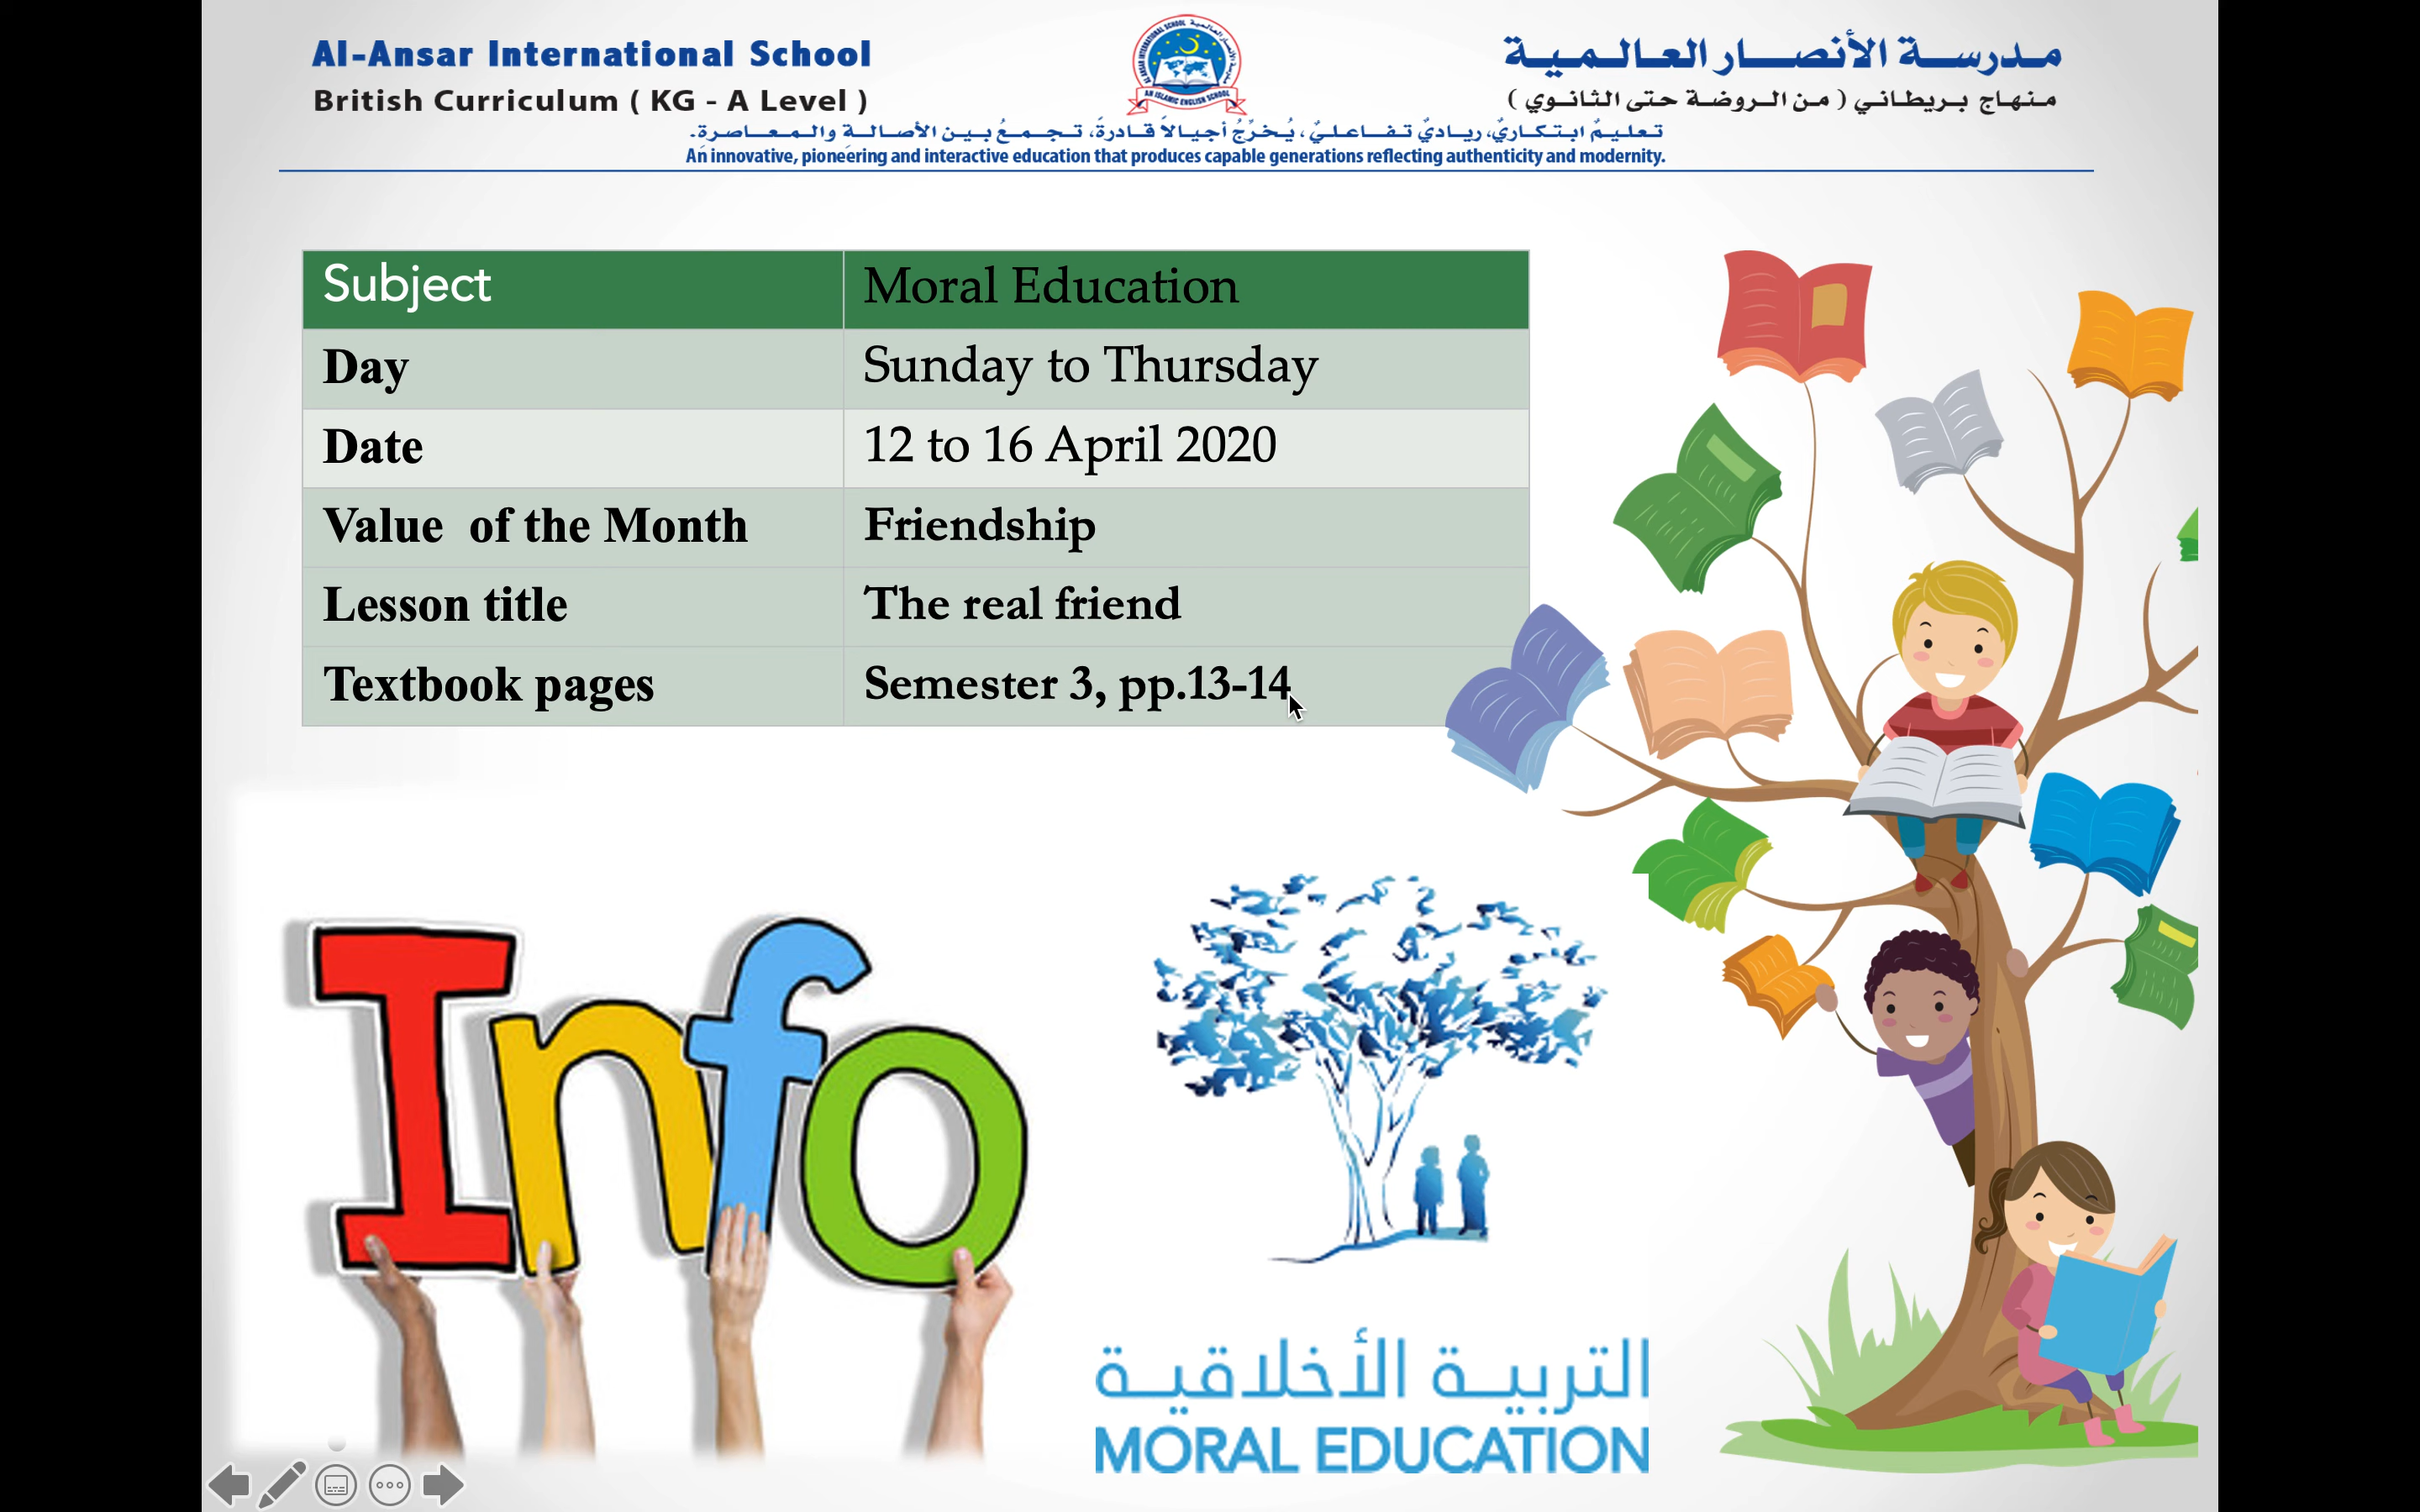 Al-Ansar International School
British Curriculum ( KG - A Level )
مدرسة الأنصار العالمية
منهاج بريطاني ( من الروضة حتى الثانوي )
AN ISLAMIC ENGLISH SCHOOL
تعليمٌ ابتكاريٌ، رياديٌ تفاعليٌ، يُخرِّجُ أجيالاً قادرةً، تجمعُ بين الأصالة والمعاصرة.
An innovative, pioneering and interactive education that produces capable generations reflecting authenticity and modernity.
Subject Moral Education
Day Sunday to Thursday
Date 12 to 16 April 2020
Value of the Month Friendship
Lesson title The real friend
Textbook pages Semester 3, pp.13-14
Info
التربية الأخلاقية
MORAL EDUCATION